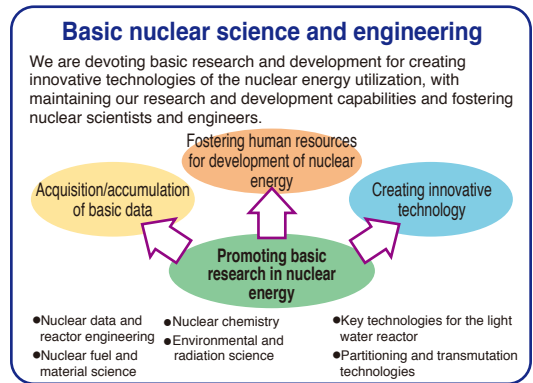 Basic nuclear science and engineering
We are devoting basic research and development for creating
innovative technologies of the nuclear energy utilization, with
maintaining our research and development capabilities and fostering
nuclear scientists and engineers.
Fostering human resources
for development of nuclear
energy
Acquisition/accumulation
of basic data
Creating innovative
technology
Promoting basic
research in nuclear
energy
●Nuclear data and
reactor engineering
●Nuclear fuel and
material science
●Nuclear chemistry
●Environmental and
radiation science
●Key technologies for the light
water reactor
●Partitioning and transmutation
technologies